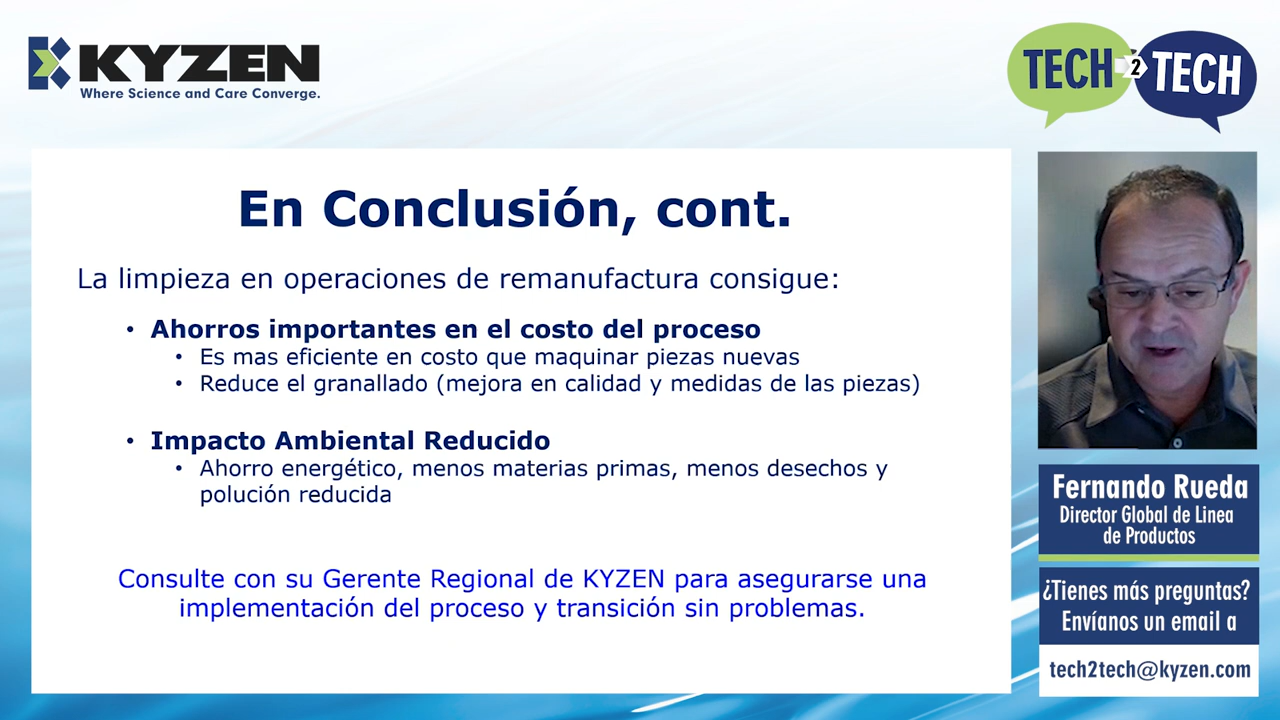 KYZEN
Where Science and Care Converge.
TECH 2 TECH
En Conclusión, cont.
La limpieza en operaciones de remanufactura consigue:
• Ahorros importantes en el costo del proceso
• Es mas eficiente en costo que maquinar piezas nuevas
• Reduce el granallado (mejora en calidad y medidas de las piezas)
• Impacto Ambiental Reducido
• Ahorro energético, menos materias primas, menos desechos y
polución reducida
Consulte con su Gerente Regional de KYZEN para asegurarse una
implementación del proceso y transición sin problemas.
Fernando Rueda
Director Global de Linea
de Productos
¿Tienes más preguntas?
Envíanos un email a
tech2tech@kyzen.com